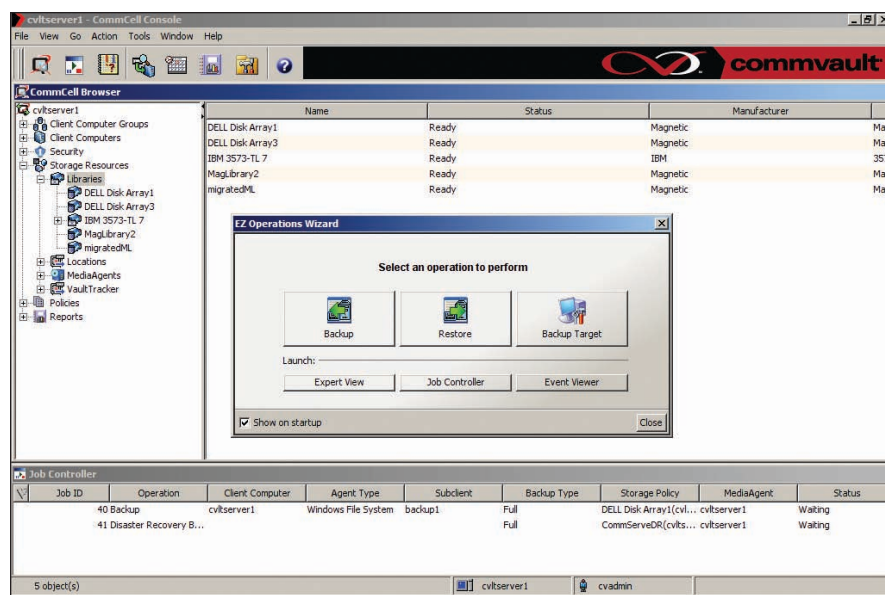 cvltserver1 - CommCell Console
File View Go Action Tools Window Help
commvault
CommCell Browser
cvltserver1
Client Computer Groups
Client Computers
Security
Storage Resources
Libraries
DELL Disk Array1
DELL Disk Array3
IBM 3573-TL 7
MagLibrary2
migratedML
Locations
MediaAgents
VaultTracker
Policies
Reports
Name Status Manufacturer
DELL Disk Array1 Ready Magnetic Ma
DELL Disk Array3 Ready Magnetic Ma
IBM 3573-TL 7 Ready IBM 35
MagLibrary2 Ready Magnetic Ma
migratedML Ready Magnetic Ma
EZ Operations Wizard
Select an operation to perform
Backup Restore Backup Target
Launch:
Expert View Job Controller Event Viewer
Show on startup Close
Job Controller
Job ID Operation Client Computer Agent Type Subclient Backup Type Storage Policy MediaAgent Status
40 Backup cvltserver1 Windows File System backup1 Full DELL Disk Array1(cvl... cvltserver1 Waiting
41 Disaster Recovery B... Full CommServeDR(cvlts... cvltserver1 Waiting
5 object(s) cvltserver1 cvadmin